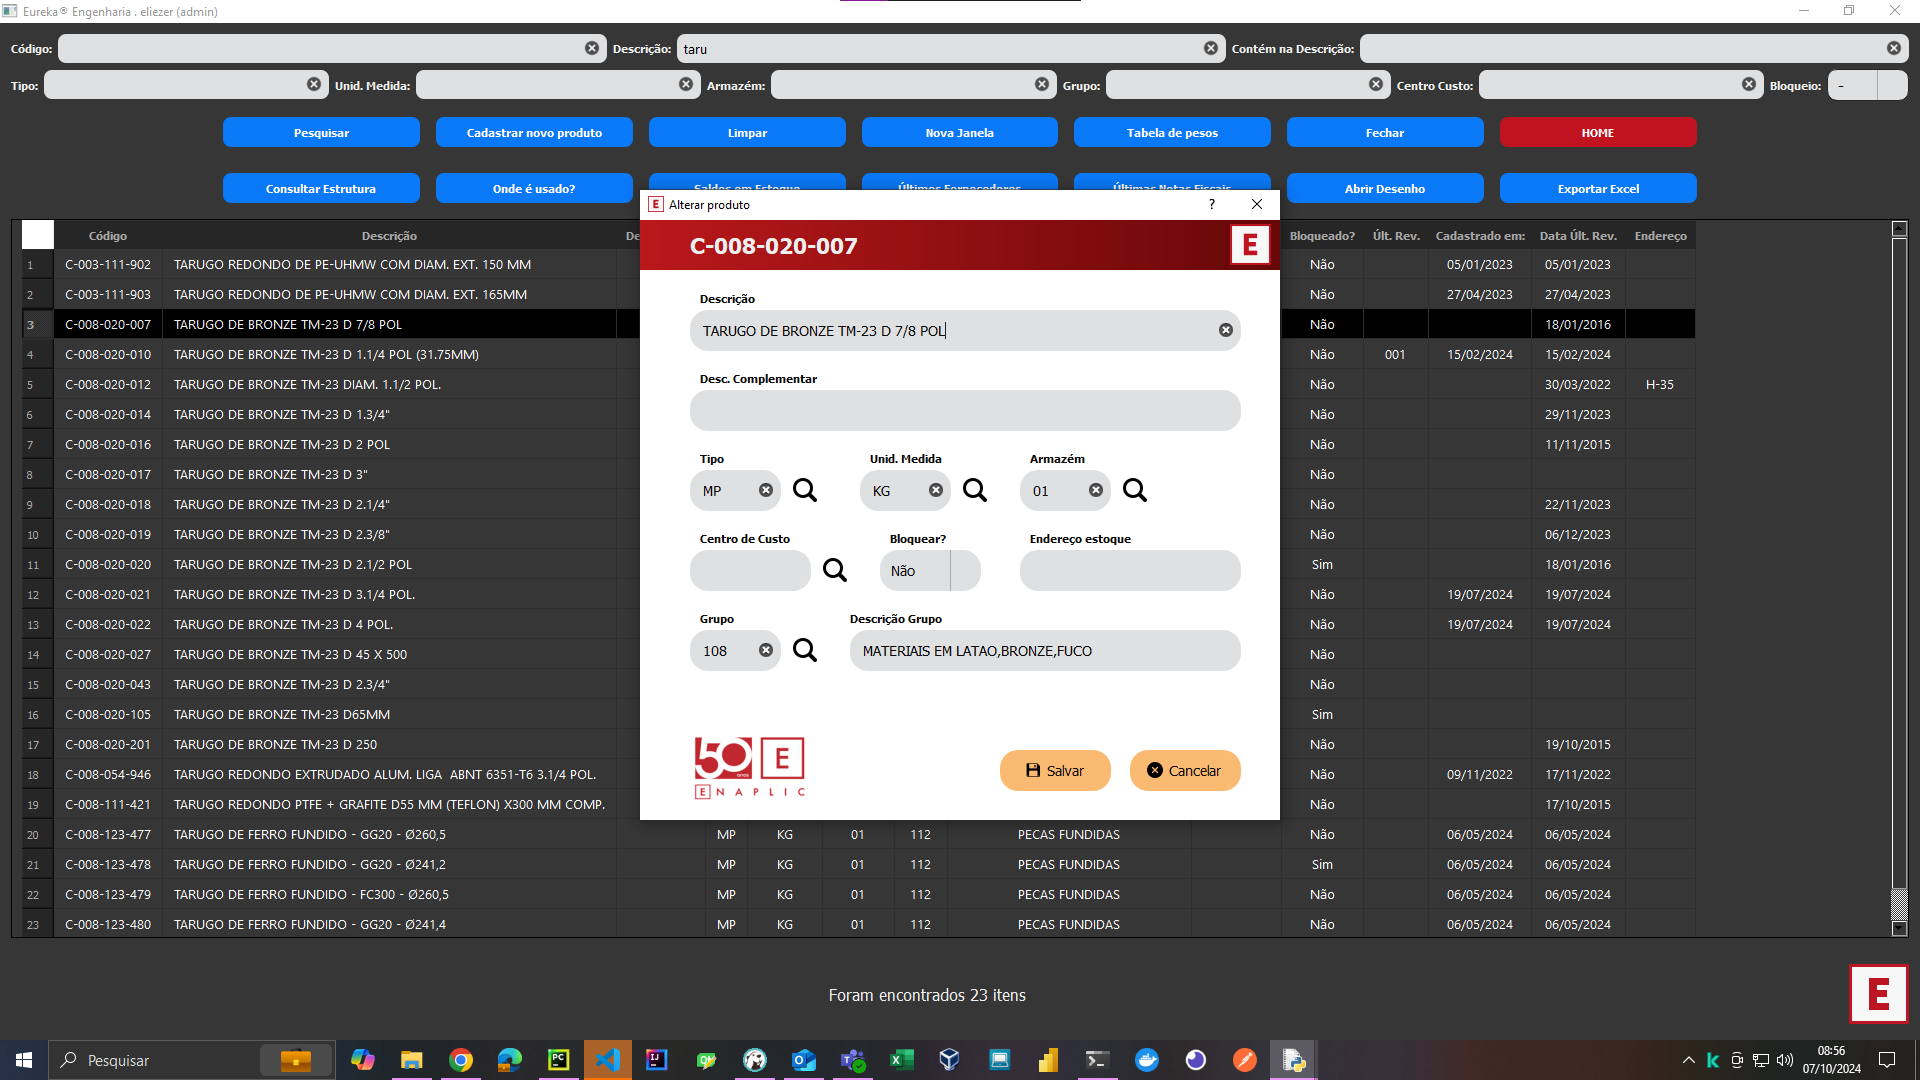 Eureka® Engenharia . eliezer (admin)
Código: Descrição: taru Contém na Descrição:
Tipo: Unid. Medida: Armazém: Grupo: Centro Custo: Bloqueio: -
Pesquisar Cadastrar novo produto Limpar Nova Janela Tabela de pesos Fechar HOME
Consultar Estrutura Onde é usado? Saldos em Estoque Últimos Fornecedores Últimas Notas Fiscais Abrir Desenho Exportar Excel
Código Descrição De Bloqueado? Últ. Rev. Cadastrado em: Data Últ. Rev. Endereço
1 C-003-111-902 TARUGO REDONDO DE PE-UHMW COM DIAM. EXT. 150 MM Não 05/01/2023 05/01/2023
2 C-003-111-903 TARUGO REDONDO DE PE-UHMW COM DIAM. EXT. 165MM Não 27/04/2023 27/04/2023
3 C-008-020-007 TARUGO DE BRONZE TM-23 D 7/8 POL Não 18/01/2016
4 C-008-020-010 TARUGO DE BRONZE TM-23 D 1.1/4 POL (31.75MM) Não 001 15/02/2024 15/02/2024
5 C-008-020-012 TARUGO DE BRONZE TM-23 DIAM. 1.1/2 POL. Não 30/03/2022 H-35
6 C-008-020-014 TARUGO DE BRONZE TM-23 D 1.3/4" Não 29/11/2023
7 C-008-020-016 TARUGO DE BRONZE TM-23 D 2 POL Não 11/11/2015
8 C-008-020-017 TARUGO DE BRONZE TM-23 D 3" Não
9 C-008-020-018 TARUGO DE BRONZE TM-23 D 2.1/4" Não 22/11/2023
10 C-008-020-019 TARUGO DE BRONZE TM-23 D 2.3/8" Não 06/12/2023
11 C-008-020-020 TARUGO DE BRONZE TM-23 D 2.1/2 POL Sim 18/01/2016
12 C-008-020-021 TARUGO DE BRONZE TM-23 D 3.1/4 POL. Não 19/07/2024 19/07/2024
13 C-008-020-022 TARUGO DE BRONZE TM-23 D 4 POL. Não 19/07/2024 19/07/2024
14 C-008-020-027 TARUGO DE BRONZE TM-23 D 45 X 500 Não
15 C-008-020-043 TARUGO DE BRONZE TM-23 D 2.3/4" Não
16 C-008-020-105 TARUGO DE BRONZE TM-23 D65MM Sim
17 C-008-020-201 TARUGO DE BRONZE TM-23 D 250 Não 19/10/2015
18 C-008-054-946 TARUGO REDONDO EXTRUDADO ALUM. LIGA  ABNT 6351-T6 3.1/4 POL. Não 09/11/2022 17/11/2022
19 C-008-111-421 TARUGO REDONDO PTFE + GRAFITE D55 MM (TEFLON) X300 MM COMP. Não 17/10/2015
20 C-008-123-477 TARUGO DE FERRO FUNDIDO - GG20 - Ø260,5 MP KG 01 112 PECAS FUNDIDAS Não 06/05/2024 06/05/2024
21 C-008-123-478 TARUGO DE FERRO FUNDIDO - GG20 - Ø241,2 MP KG 01 112 PECAS FUNDIDAS Sim 06/05/2024 06/05/2024
22 C-008-123-479 TARUGO DE FERRO FUNDIDO - FC300 - Ø260,5 MP KG 01 112 PECAS FUNDIDAS Não 06/05/2024 06/05/2024
23 C-008-123-480 TARUGO DE FERRO FUNDIDO - GG20 - Ø241,4 MP KG 01 112 PECAS FUNDIDAS Não 06/05/2024 06/05/2024
E Alterar produto ?
C-008-020-007 E
Descrição
TARUGO DE BRONZE TM-23 D 7/8 POL
Desc. Complementar
Tipo Unid. Medida Armazém
MP KG 01
Centro de Custo Bloquear? Endereço estoque
Não
Grupo Descrição Grupo
108 MATERIAIS EM LATAO,BRONZE,FUCO
50 anos E
ENAPLIC
Salvar Cancelar
Foram encontrados 23 itens
E
Pesquisar
08:56
07/10/2024